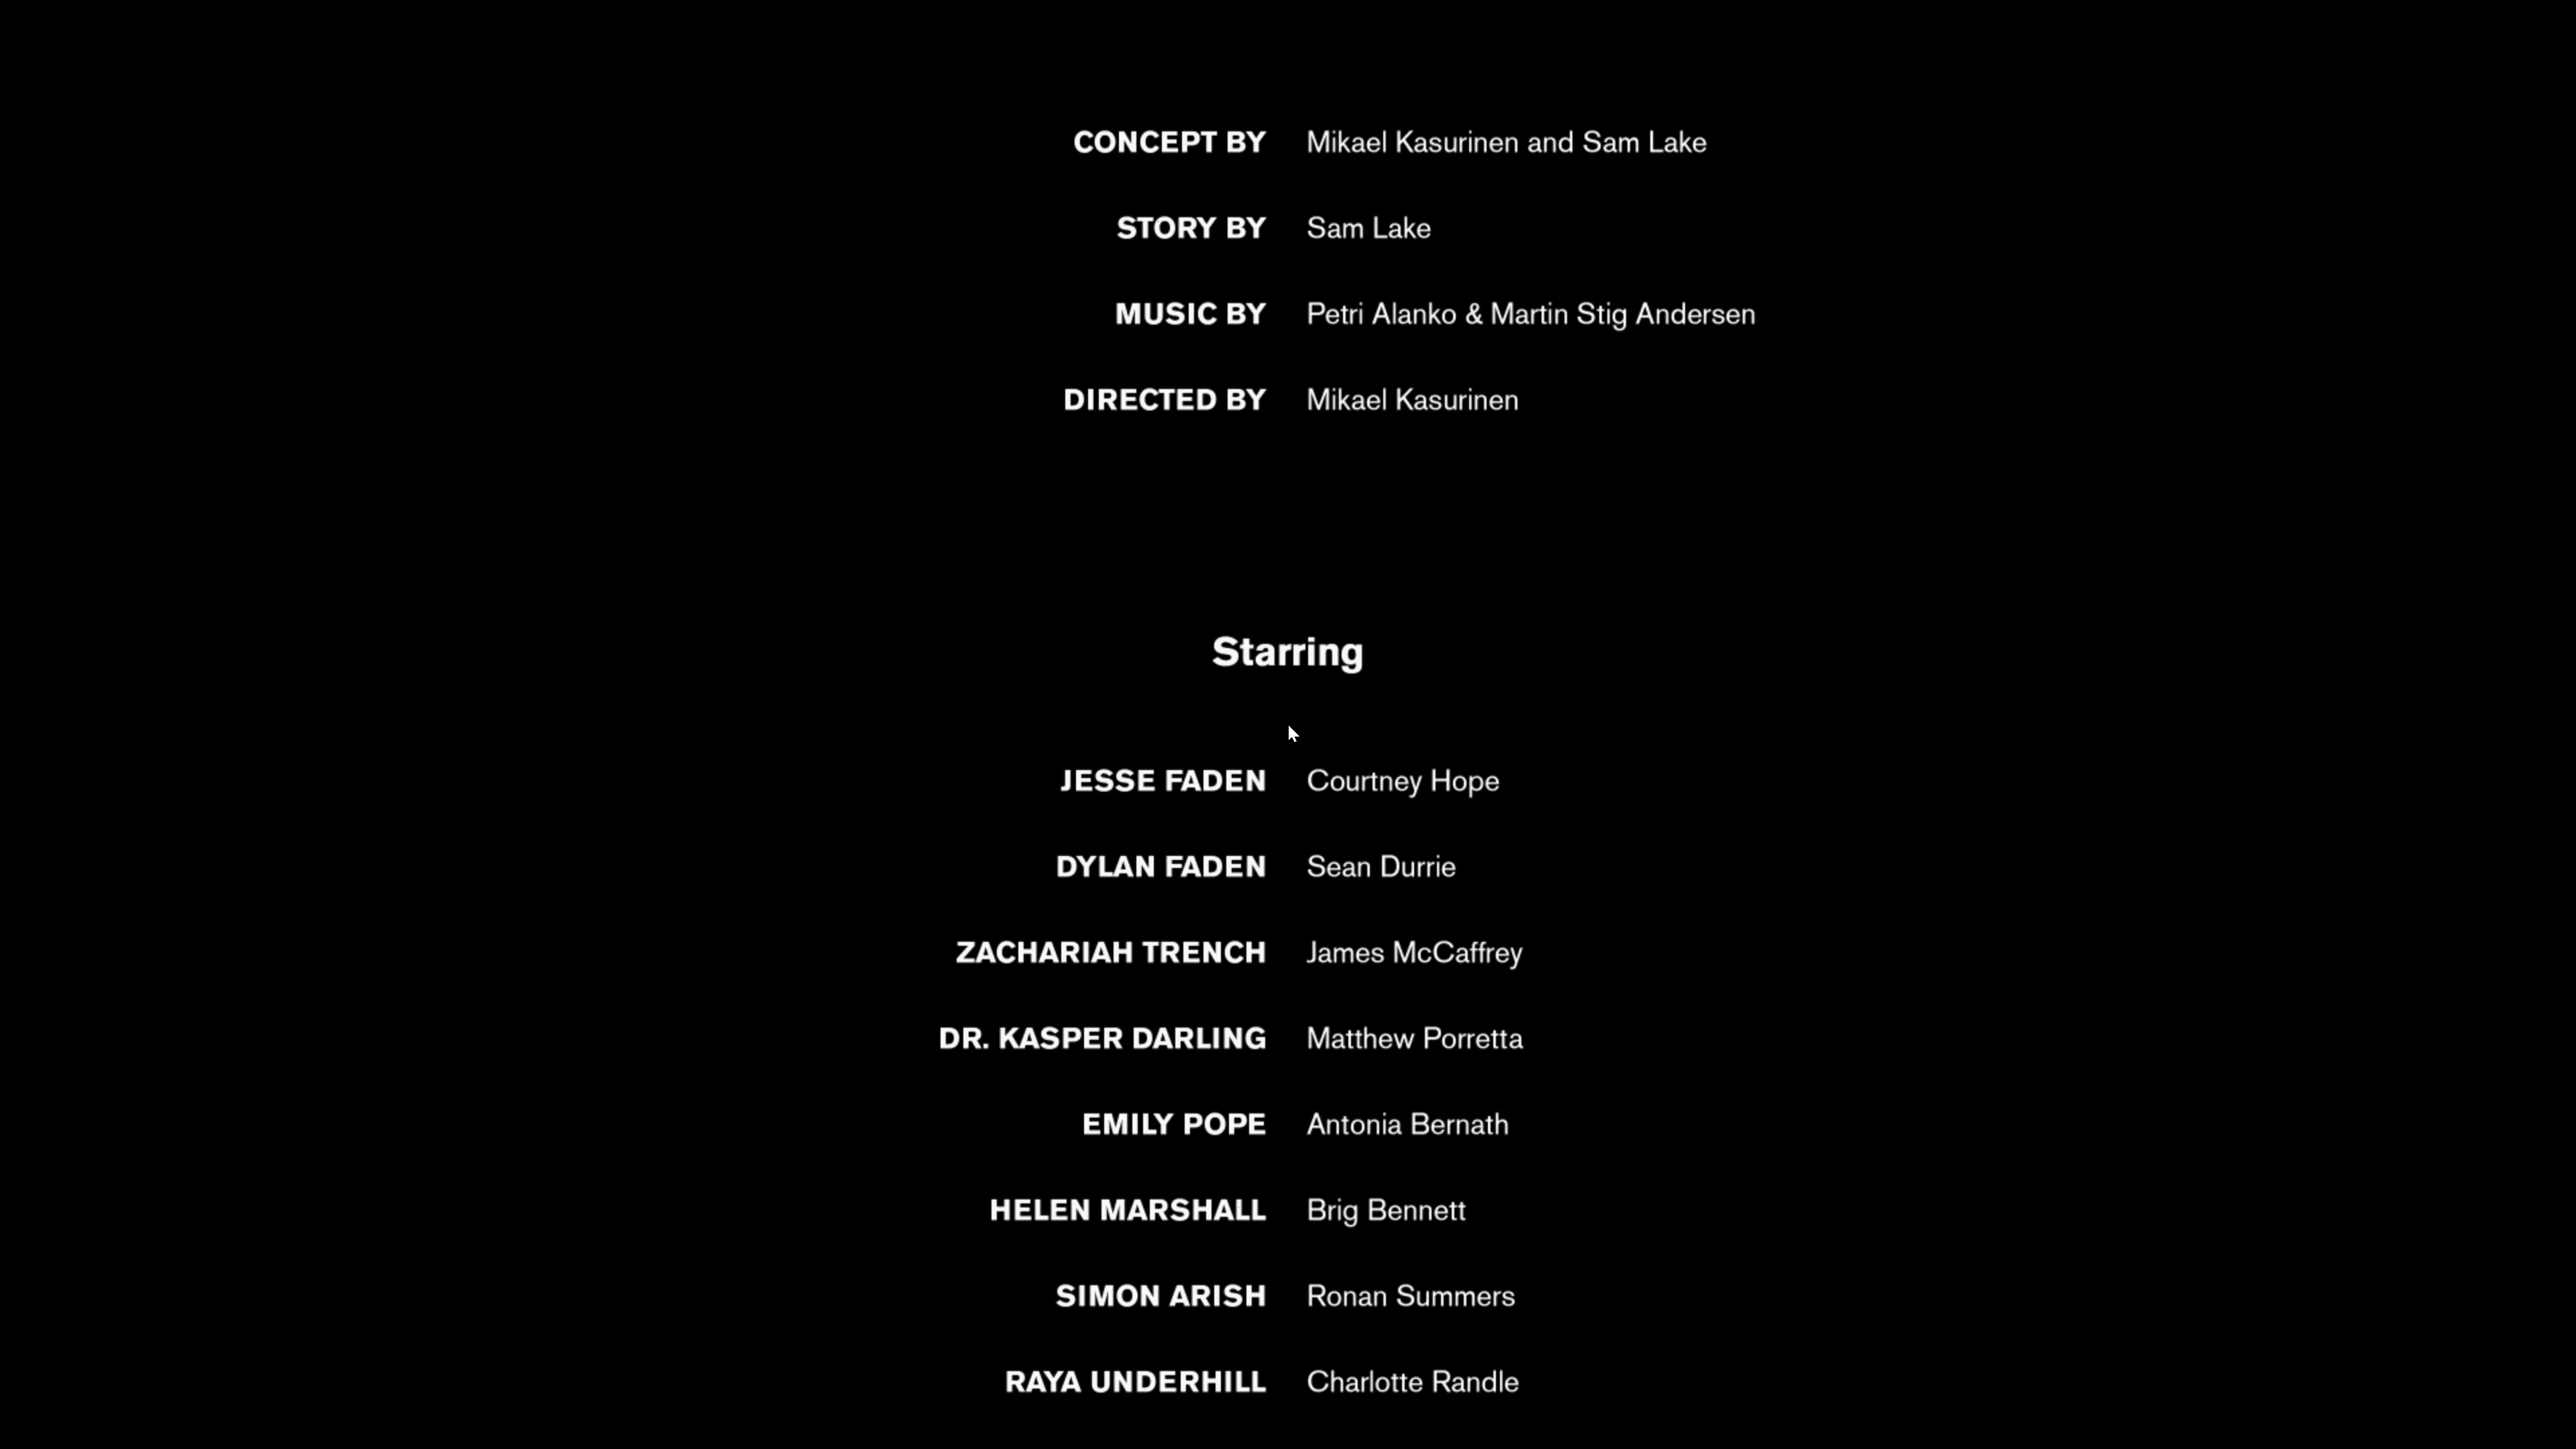 CONCEPT BY Mikael Kasurinen and Sam Lake
STORY BY Sam Lake
MUSIC BY Petri Alanko & Martin Stig Andersen
DIRECTED BY Mikael Kasurinen
Starring
JESSE FADEN Courtney Hope
DYLAN FADEN Sean Durrie
ZACHARIAH TRENCH James McCaffrey
DR. KASPER DARLING Matthew Porretta
EMILY POPE Antonia Bernath
HELEN MARSHALL Brig Bennett
SIMON ARISH Ronan Summers
RAYA UNDERHILL Charlotte Randle